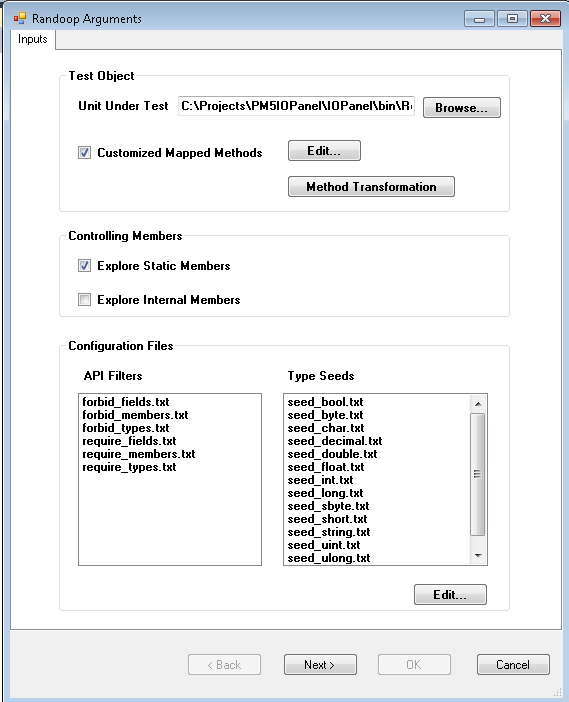 Randoop Arguments
Inputs
Test Object
Unit Under Test C:\Projects\PM5IOPanel\IOPanel\bin\R Browse...
Customized Mapped Methods Edit...
Method Transformation
Controlling Members
Explore Static Members
Explore Internal Members
Configuration Files
API Filters Type Seeds
forbid_fields.txt seed_bool.txt
forbid_members.txt seed_byte.txt
forbid_types.txt seed_char.txt
require_fields.txt seed_decimal.txt
require_members.txt seed_double.txt
require_types.txt seed_float.txt
seed_int.txt
seed_long.txt
seed_sbyte.txt
seed_short.txt
seed_string.txt
seed_uint.txt
seed_ulong.txt
Edit...
< Back Next > OK Cancel